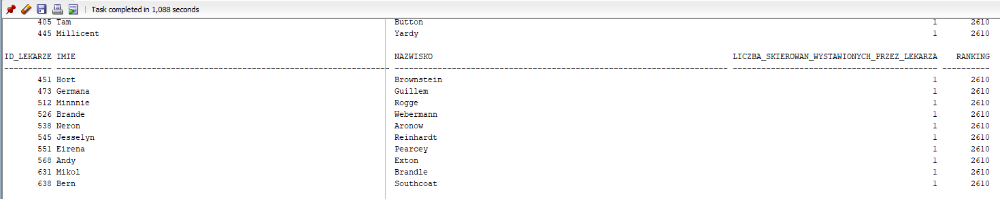 Task completed in 1,088 seconds
405 Tam Button 1 2610
445 Millicent Yardy 1 2610
ID_LEKARZE IMIE NAZWISKO LICZBA_SKIEROWAN_WYSTAWIONYCH_PRZEZ_LEKARZA RANKING
451 Hort Brownstein 1 2610
473 Germana Guillem 1 2610
512 Minnnie Rogge 1 2610
526 Brande Webermann 1 2610
538 Neron Aronow 1 2610
545 Jesselyn Reinhardt 1 2610
551 Eirena Pearcey 1 2610
568 Andy Exton 1 2610
631 Mikol Brandle 1 2610
638 Bern Southcoat 1 2610